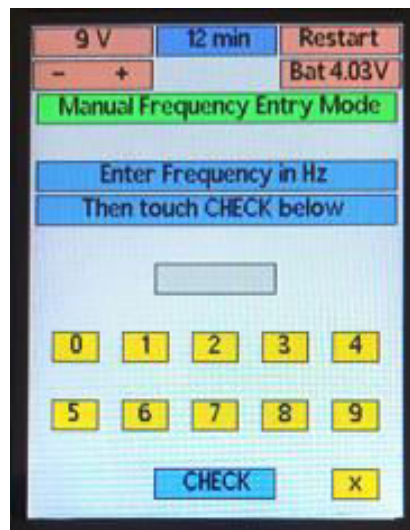 9 V 12 min Restart
- + Bat 4.03V
Manual Frequency Entry Mode
Enter Frequency in Hz
Then touch CHECK below
0 1 2 3 4
5 6 7 8 9
CHECK X